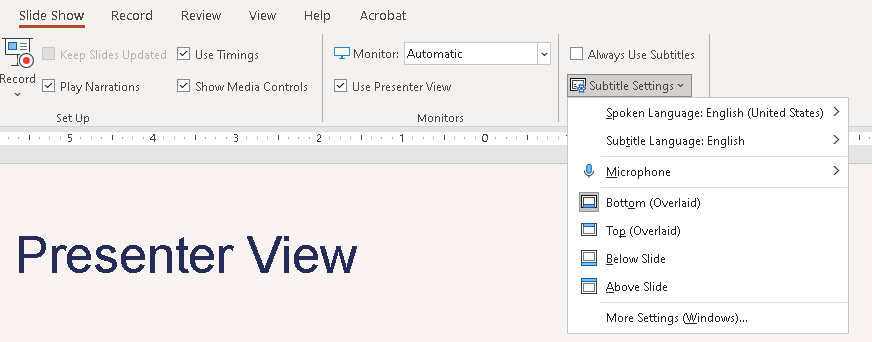 Slide Show Record Review View Help Acrobat
Keep Slides Updated Use Timings Monitor: Automatic Always Use Subtitles
Record Play Narrations Show Media Controls Use Presenter View Subtitle Settings
Set Up Monitors
Spoken Language: English (United States)
5 4 3 2 1 0
Subtitle Language: English
Microphone
Bottom (Overlaid)
Top (Overlaid)
Presenter View
Below Slide
Above Slide
More Settings (Windows)...